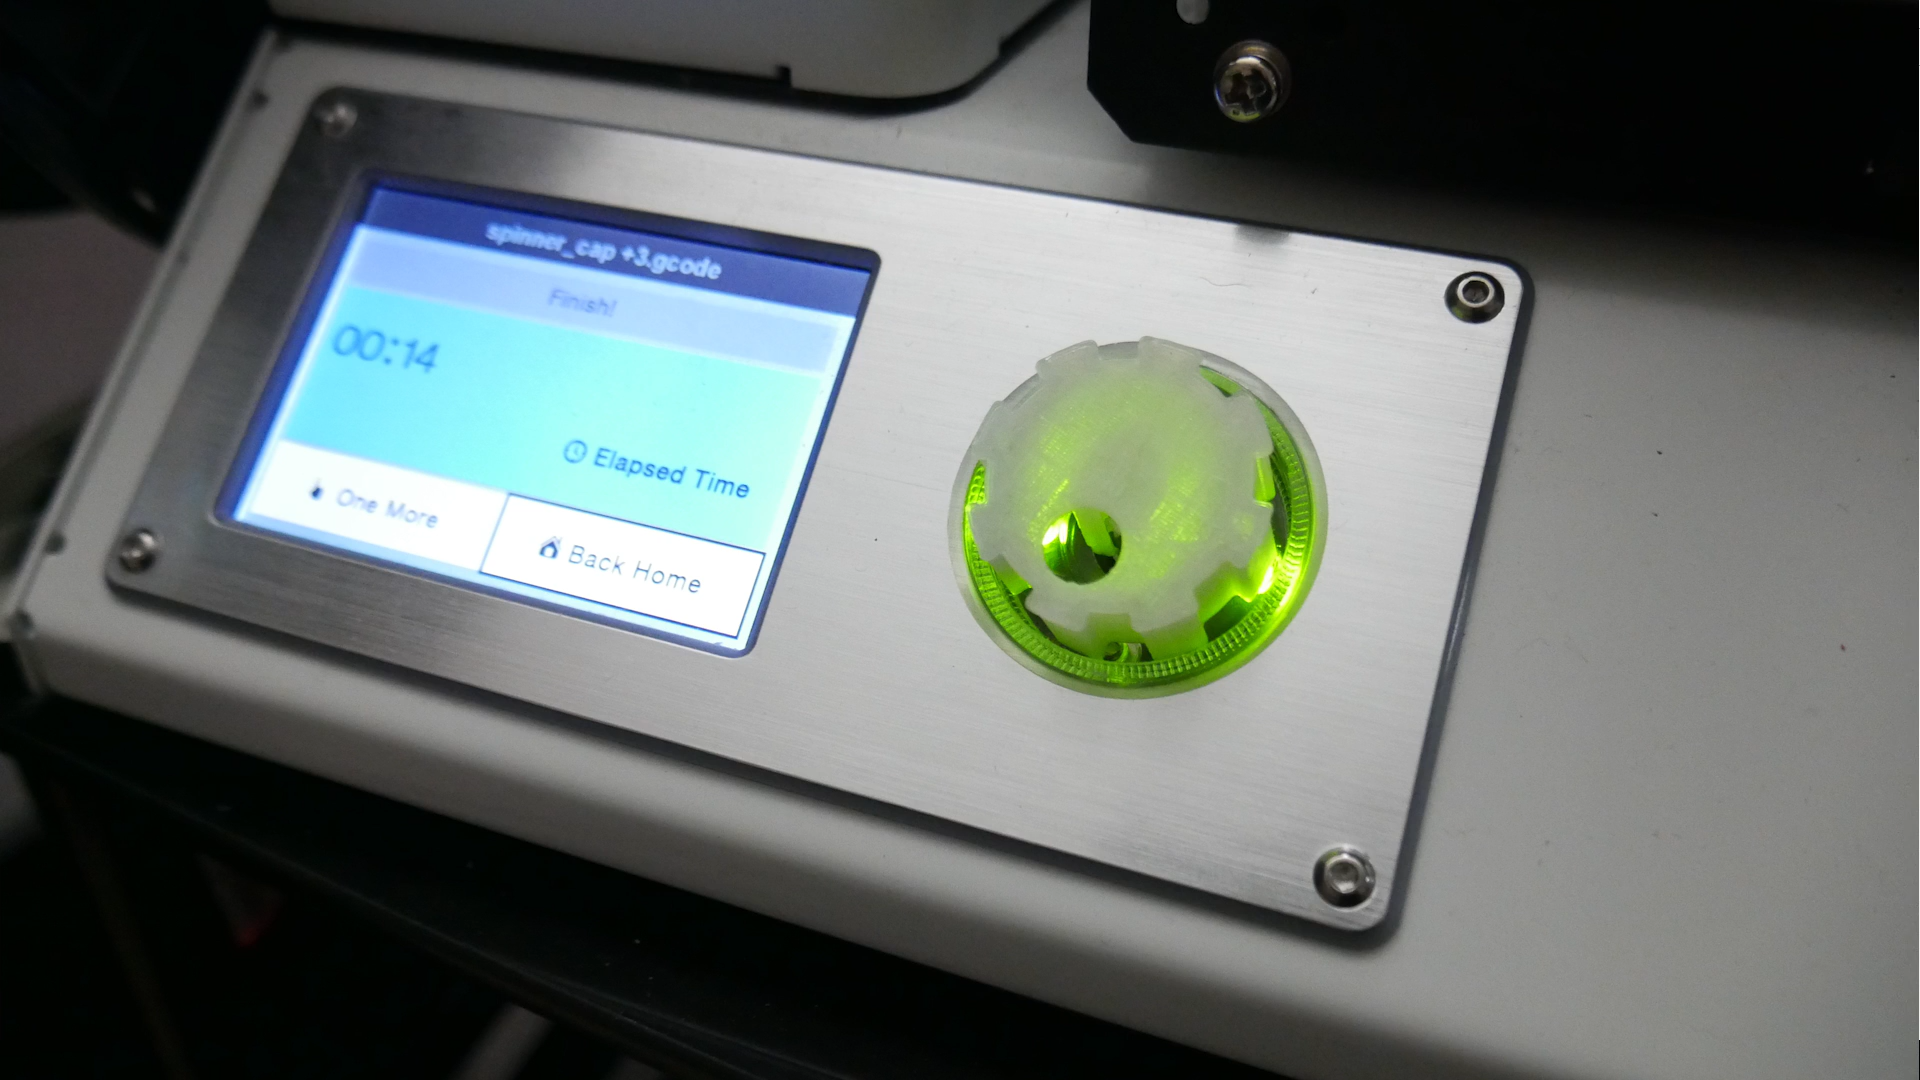 spinner_cap +3.gcode
Finish!
00:14
Elapsed Time
One More
Back Home